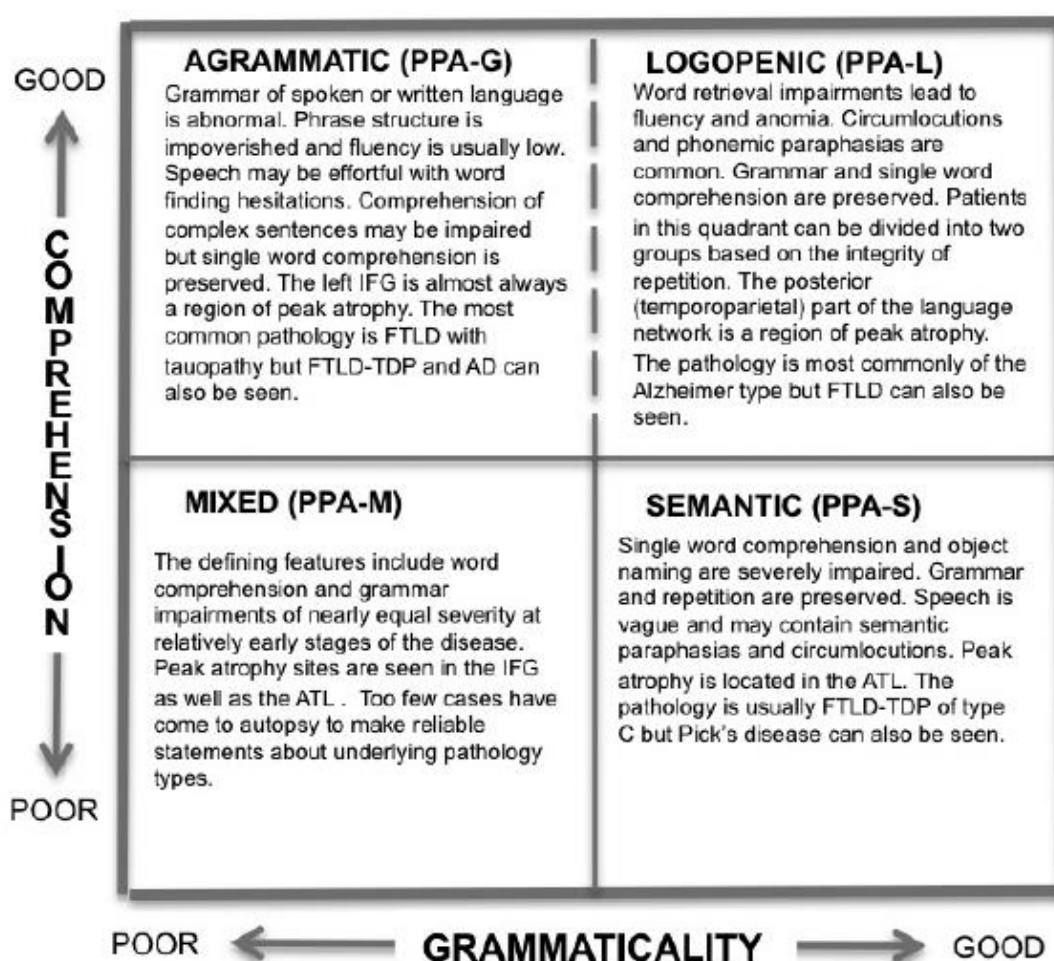 GOOD
COMPREHENSION
POOR
AGRAMMATIC (PPA-G)
Grammar of spoken or written language
is abnormal. Phrase structure is
impoverished and fluency is usually low.
Speech may be effortful with word
finding hesitations. Comprehension of
complex sentences may be impaired
but single word comprehension is
preserved. The left IFG is almost always
a region of peak atrophy. The most
common pathology is FTLD with
tauopathy but FTLD-TDP and AD can
also be seen.
LOGOPENIC (PPA-L)
Word retrieval impairments lead to
fluency and anomia. Circumlocutions
and phonemic paraphasias are
common. Grammar and single word
comprehension are preserved. Patients
in this quadrant can be divided into two
groups based on the integrity of
repetition. The posterior
(temporoparietal) part of the language
network is a region of peak atrophy.
The pathology is most commonly of the
Alzheimer type but FTLD can also be
seen.
MIXED (PPA-M)
The defining features include word
comprehension and grammar
impairments of nearly equal severity at
relatively early stages of the disease.
Peak atrophy sites are seen in the IFG
as well as the ATL . Too few cases have
come to autopsy to make reliable
statements about underlying pathology
types.
SEMANTIC (PPA-S)
Single word comprehension and object
naming are severely impaired. Grammar
and repetition are preserved. Speech is
vague and may contain semantic
paraphasias and circumlocutions. Peak
atrophy is located in the ATL. The
pathology is usually FTLD-TDP of type
C but Pick's disease can also be seen.
POOR GRAMMATICALITY GOOD